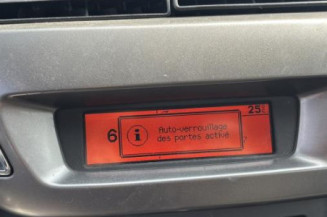 25
6
Auto-verrouillage
des portes activé